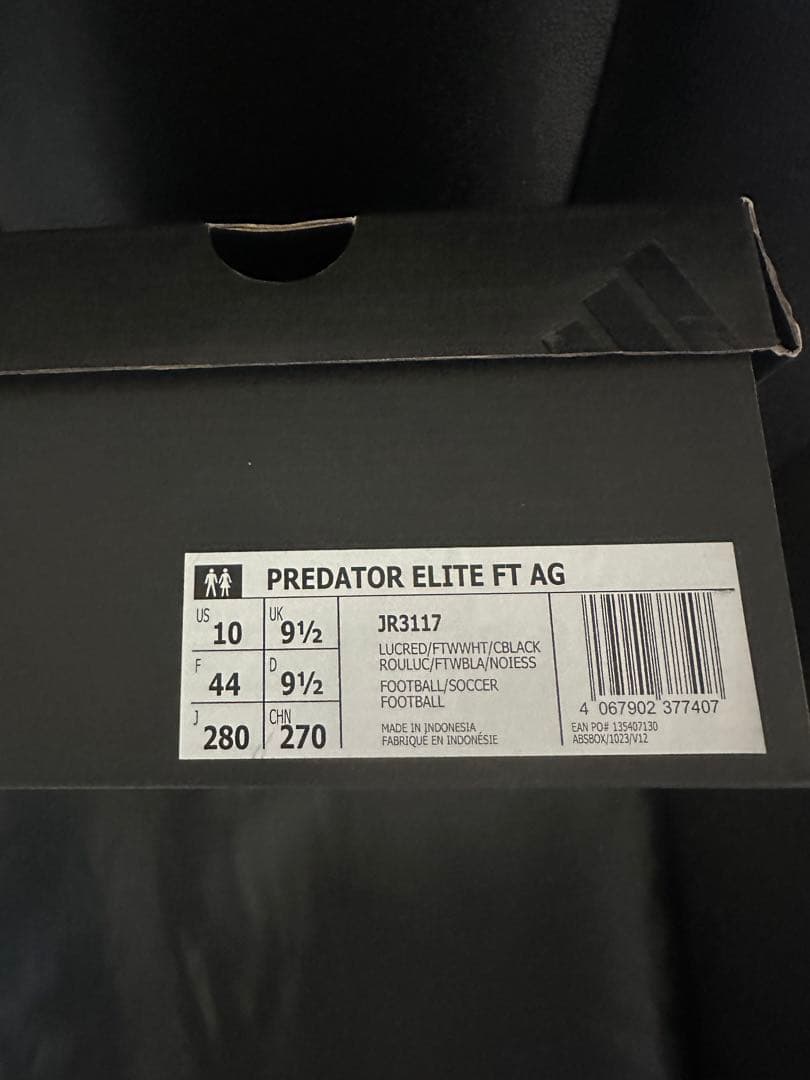 PREDATOR ELITE FT AG
US 10 UK 9½
F 44 D 9½
J 280 CHN 270
JR3117
LUCRED/FTWWHT/CBLACK
ROULUC/FTWBLA/NOIESS
FOOTBALL/SOCCER
FOOTBALL
MADE IN INDONESIA
FABRIQUÉ EN INDONÉSIE
4 067902 377407
EAN PO# 135407130
ABSBOX/1023/V12